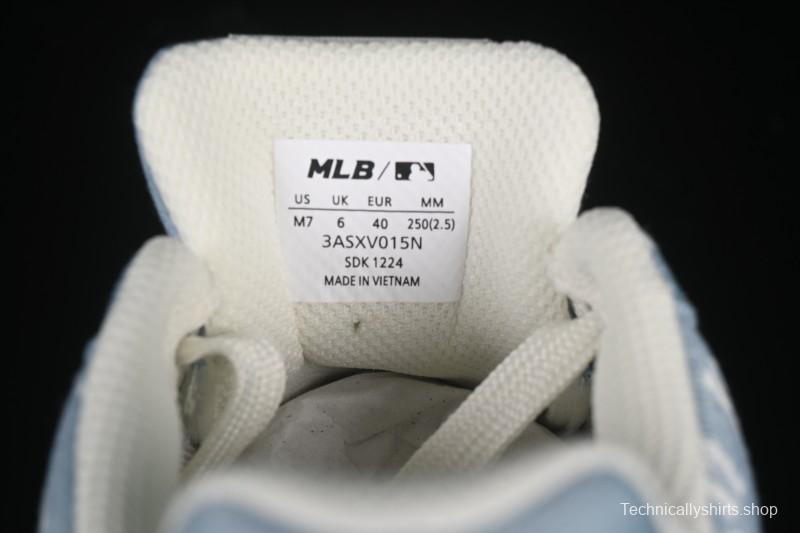 MLB /
US UK EUR MM
M7 6 40 250(2.5)
3ASXV015N
SDK 1224
MADE IN VIETNAM
Technicallyshirts.shop